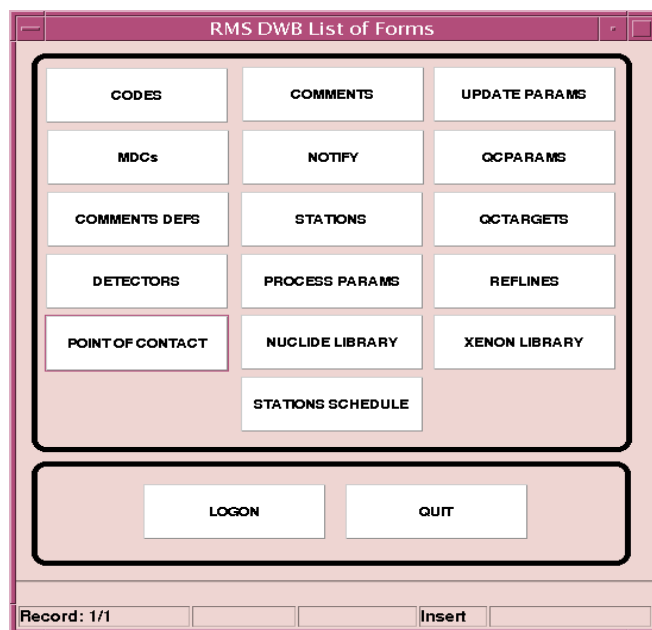 RMS DWB List of Forms
CODES COMMENTS UPDATE PARAMS
MDCs NOTIFY QCPARAMS
COMMENTS DEFS STATIONS QCTARGETS
DETECTORS PROCESS PARAMS REFLINES
POINT OF CONTACT NUCLIDE LIBRARY XENON LIBRARY
STATIONS SCHEDULE
LOGON QUIT
Record: 1/1 Insert